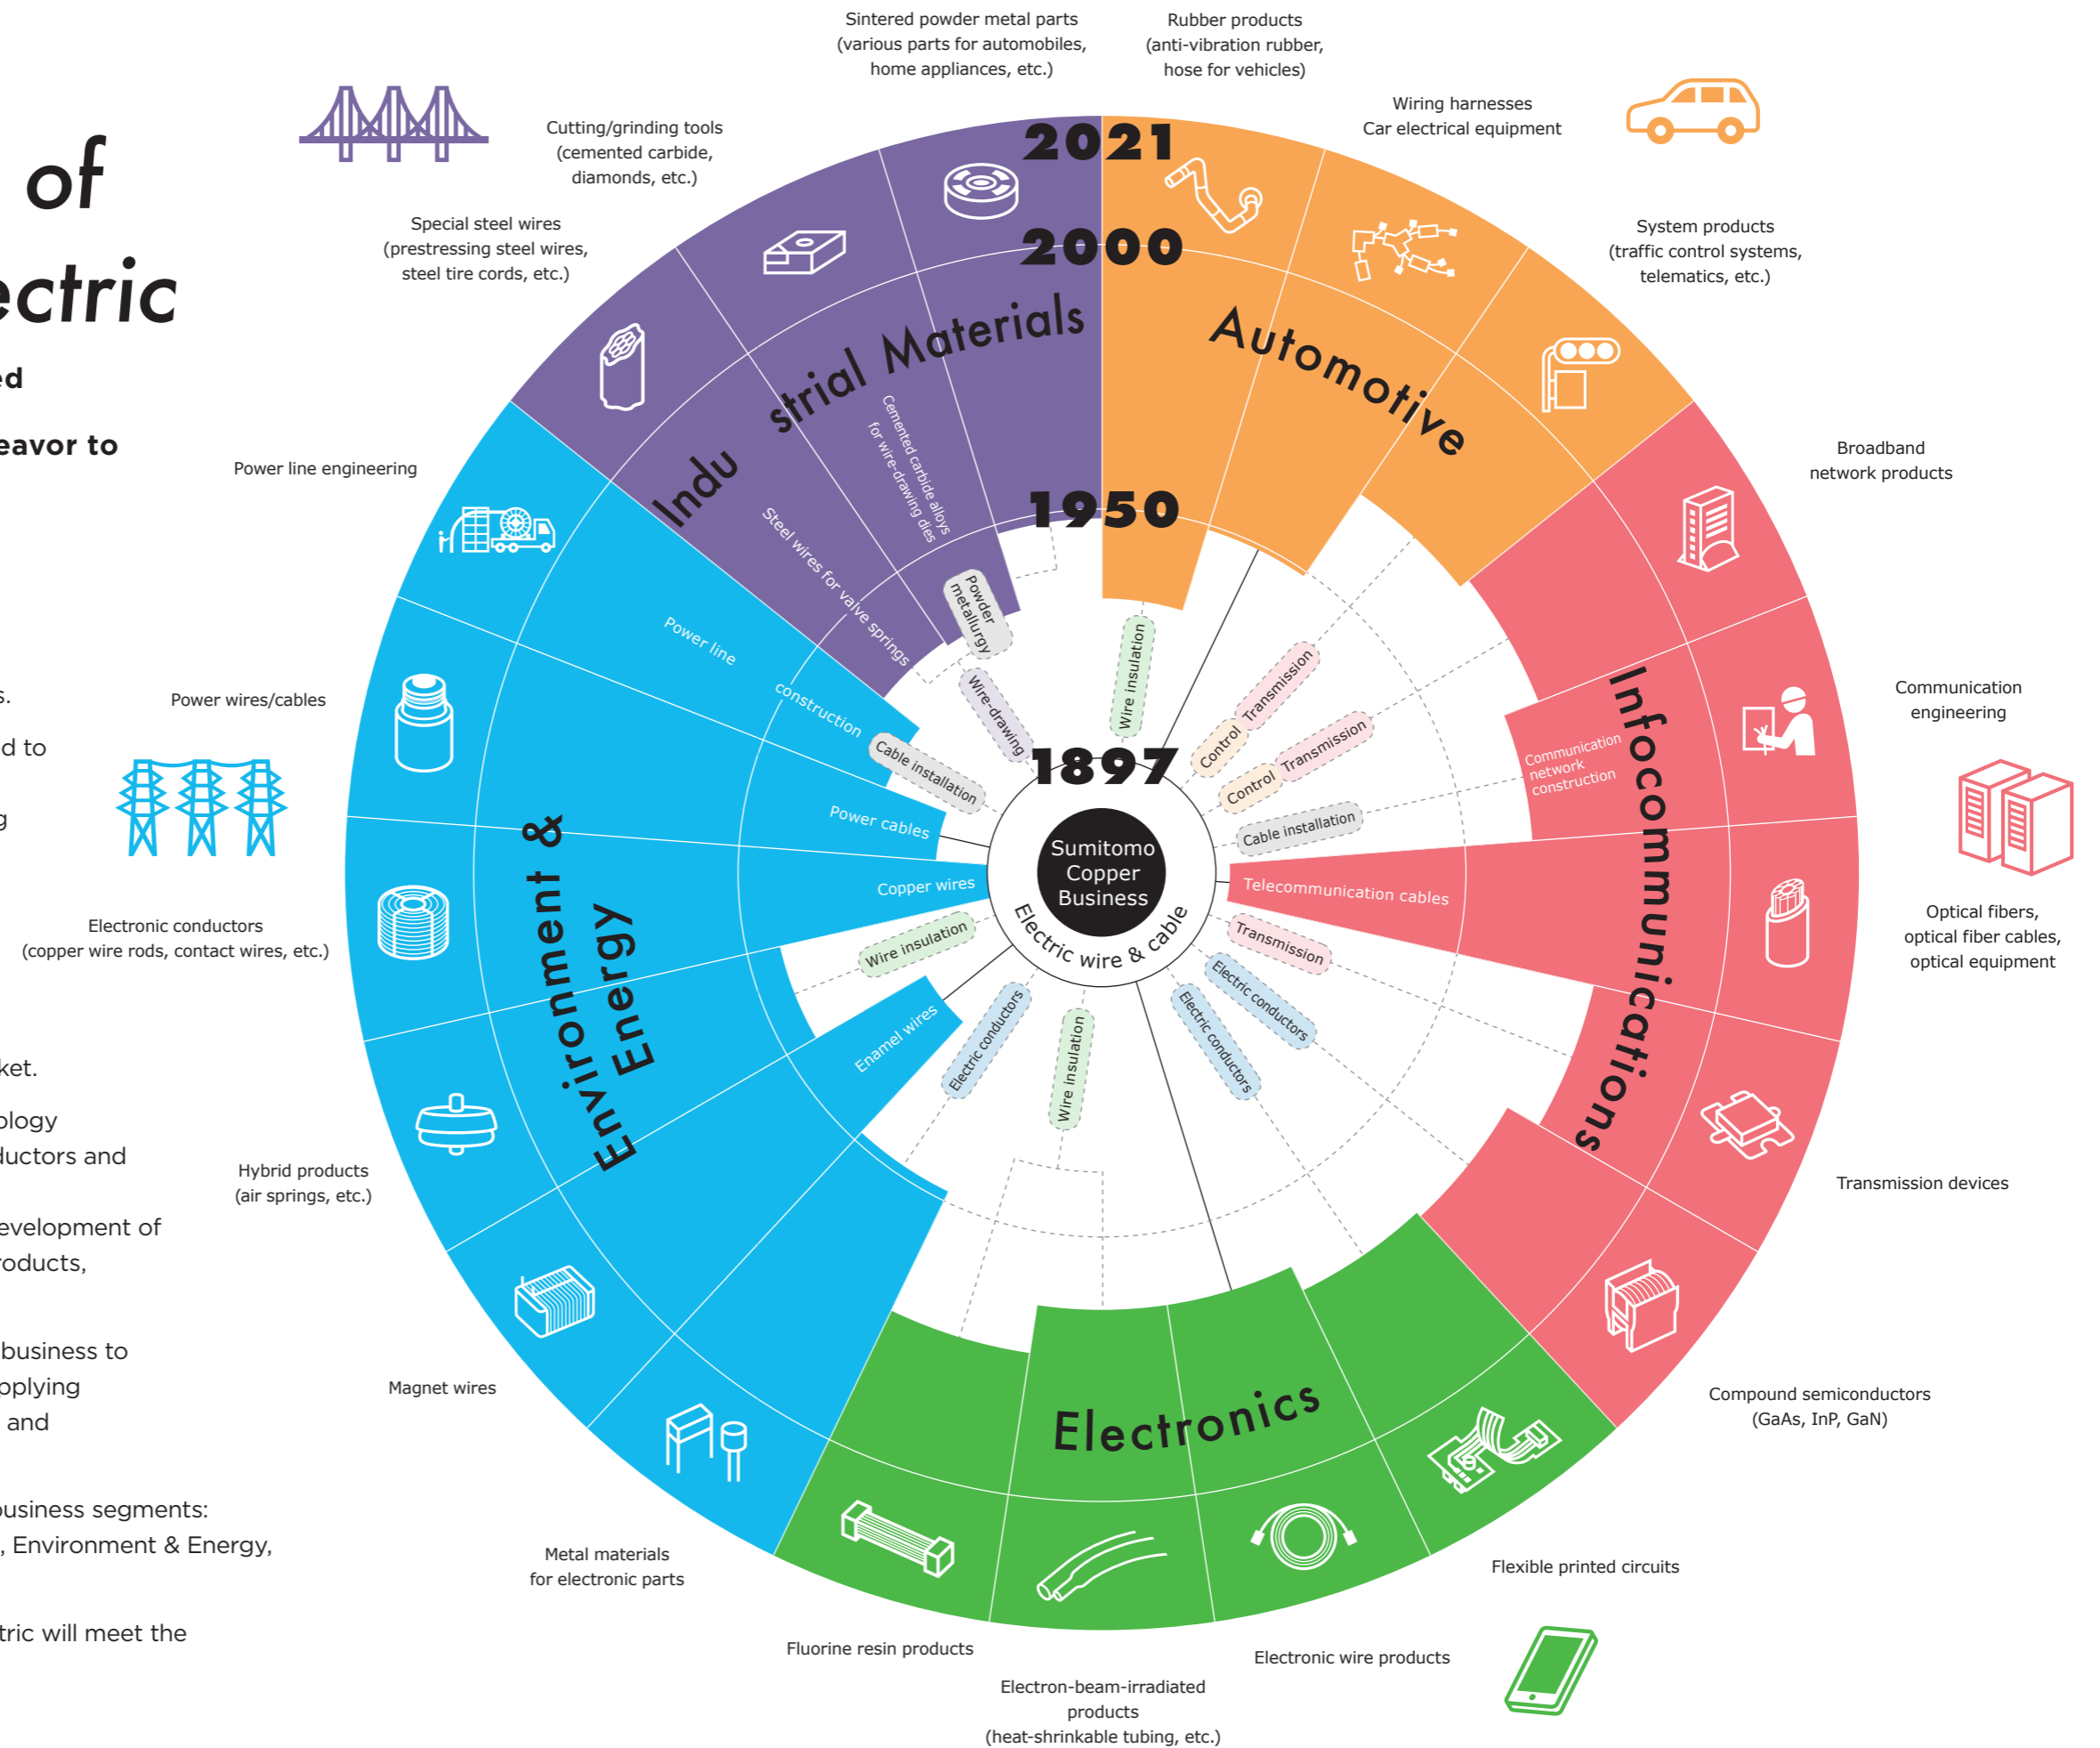 of
ectric
ed
eavor to
s.
d to
g
ket.
ology
ductors and
evelopment of
roducts,
business to
pplying
and
business segments:
, Environment & Energy,
tric will meet the
Sintered powder metal parts
(various parts for automobiles,
home appliances, etc.)
Rubber products
(anti-vibration rubber,
hose for vehicles)
Wiring harnesses
Car electrical equipment
System products
(traffic control systems,
telematics, etc.)
Broadband
network products
Communication
engineering
Optical fibers,
optical fiber cables,
optical equipment
Transmission devices
Compound semiconductors
(GaAs, InP, GaN)
Flexible printed circuits
Electronic wire products
Electron-beam-irradiated
products
(heat-shrinkable tubing, etc.)
Fluorine resin products
Metal materials
for electronic parts
Magnet wires
Hybrid products
(air springs, etc.)
Electronic conductors
(copper wire rods, contact wires, etc.)
Power wires/cables
Power line engineering
Special steel wires
(prestressing steel wires,
steel tire cords, etc.)
Cutting/grinding tools
(cemented carbide,
diamonds, etc.)
2021
2000
1950
1897
Sumitomo
Copper
Business
Electric wire & cable
Automotive
Infocommunications
Electronics
Environment &
Energy
Industrial Materials
Cemented carbide alloys
for wire-drawing dies
Steel wires for valve springs
Powder
metallurgy
Wire-drawing
Wire insulation
Control
Transmission
Control
Transmission
Cable installation
Communication
network
construction
Telecommunication cables
Transmission
Electric conductors
Electric conductors
Wire insulation
Electric conductors
Enamel wires
Wire insulation
Copper wires
Power cables
Cable installation
Power line
construction